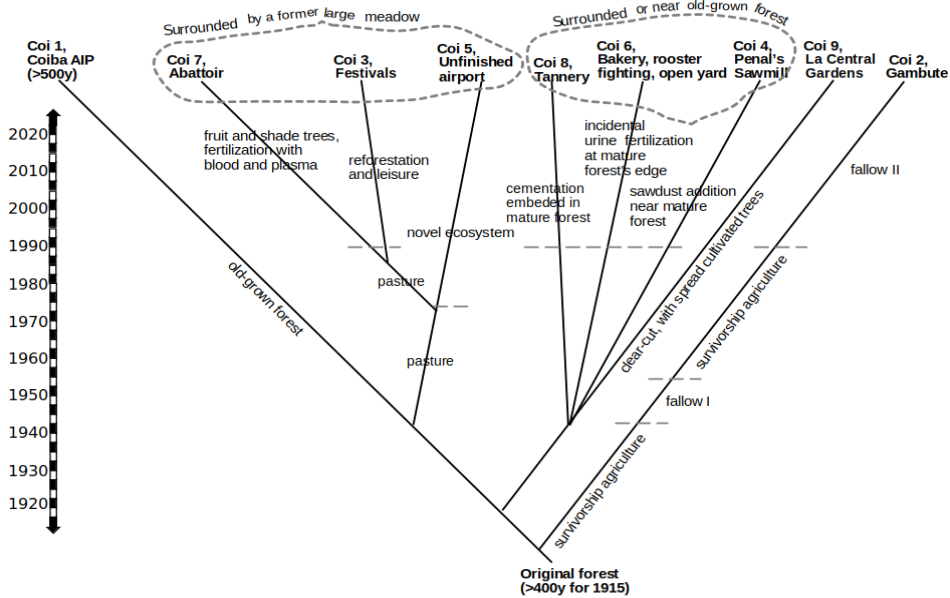 Surrounded by a former large meadow
Surrounded or near old-grown forest
Coi 1,
Coiba AIP
(>500y)
Coi 7,
Abattoir
Coi 3,
Festivals
Coi 5,
Unfinished
airport
Coi 8,
Tannery
Coi 6,
Bakery, rooster
fighting, open yard
Coi 4,
Penal's
Sawmill
Coi 9,
La Central
Gardens
Coi 2,
Gambute
2020
2010
2000
1990
1980
1970
1960
1950
1940
1930
1920
fruit and shade trees,
fertilization with
blood and plasma
reforestation
and leisure
novel ecosystem
cementation
embeded in
mature forest
incidental
urine fertilization
at mature
forest's edge
sawdust addition
near mature
forest
fallow II
old-grown forest
pasture
pasture
clear-cut, with spread cultivated trees
survivorship agriculture
fallow I
survivorship agriculture
Original forest
(>400y for 1915)